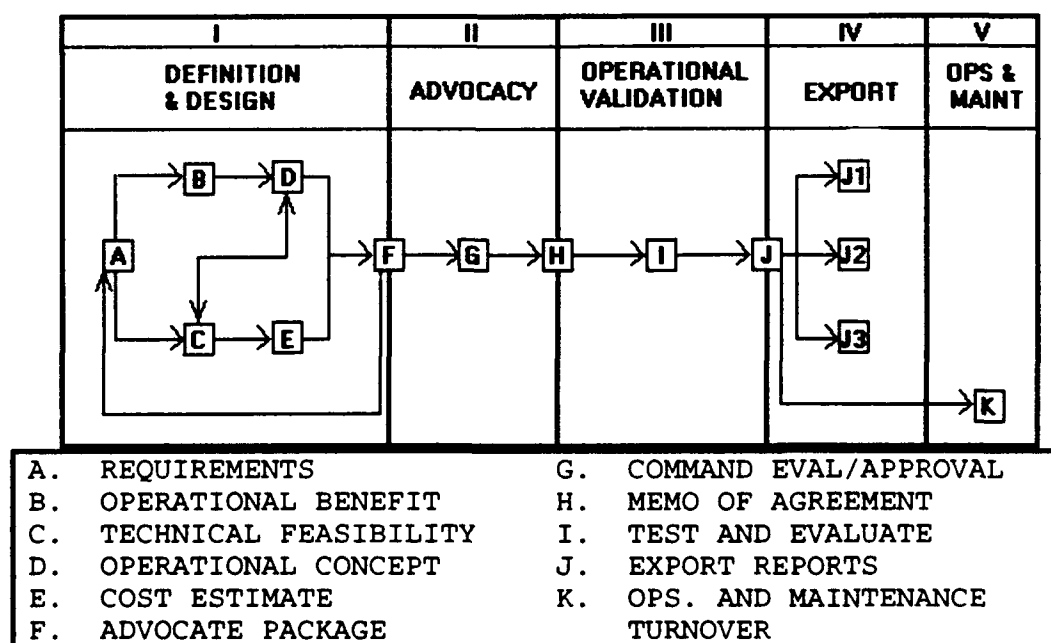 I II III IV V
DEFINITION & DESIGN
ADVOCACY
OPERATIONAL VALIDATION
EXPORT
OPS & MAINT
B D J1
A F G H I J J2
C E J3
K
A. REQUIREMENTS
B. OPERATIONAL BENEFIT
C. TECHNICAL FEASIBILITY
D. OPERATIONAL CONCEPT
E. COST ESTIMATE
F. ADVOCATE PACKAGE
G. COMMAND EVAL/APPROVAL
H. MEMO OF AGREEMENT
I. TEST AND EVALUATE
J. EXPORT REPORTS
K. OPS. AND MAINTENANCE
TURNOVER